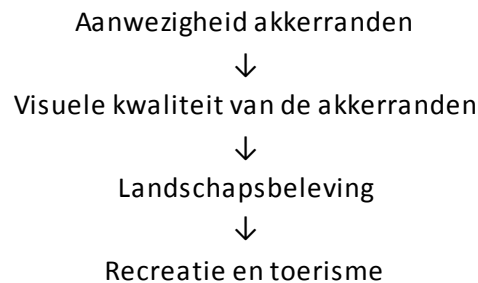 Aanwezigheid akkerranden
↓
Visuele kwaliteit van de akkerranden
↓
Landschapsbeleving
↓
Recreatie en toerisme